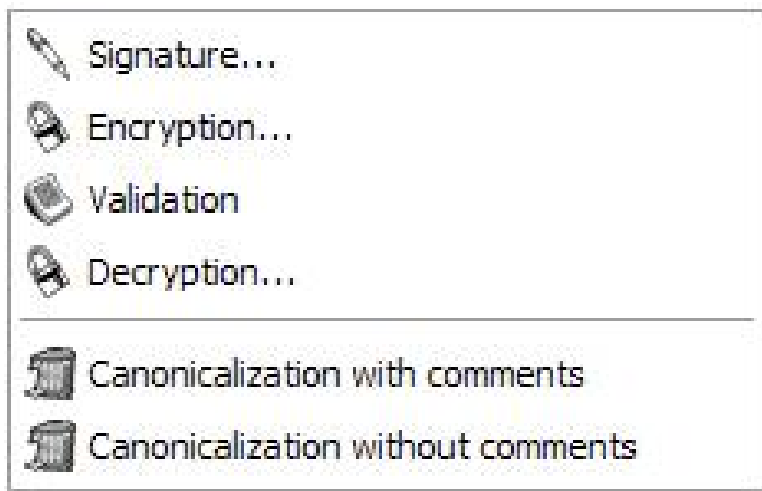 Signature...
Encryption...
Validation
Decryption...
Canonicalization with comments
Canonicalization without comments